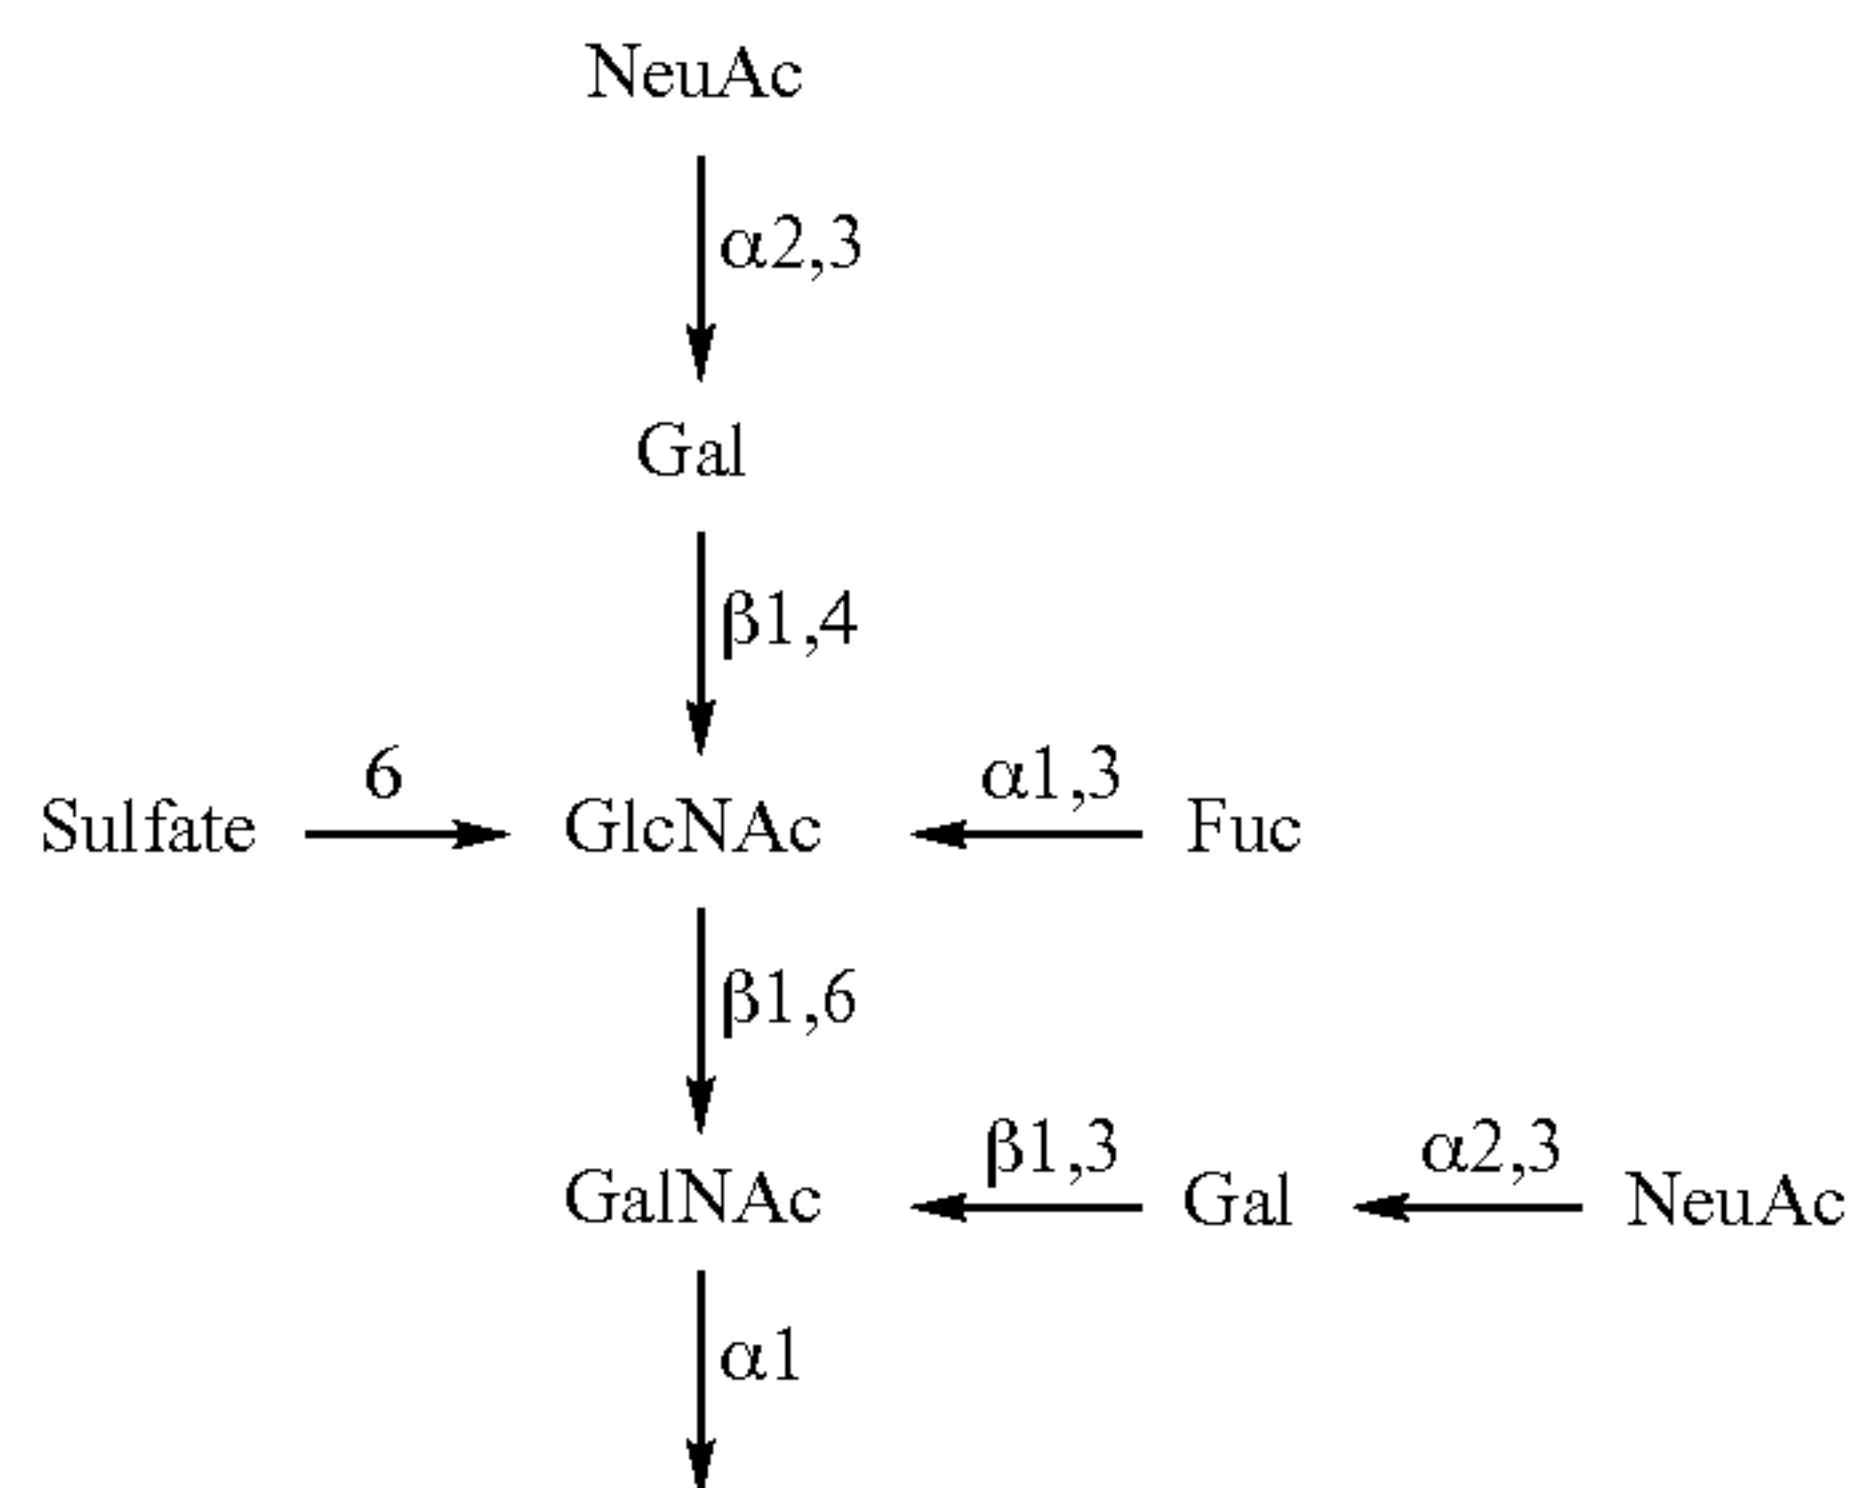 NeuAc
α2,3
Gal
β1,4
6
α1,3
Sulfate GlcNAc Fuc
β1,6
β1,3 α2,3
GalNAc Gal NeuAc
α1